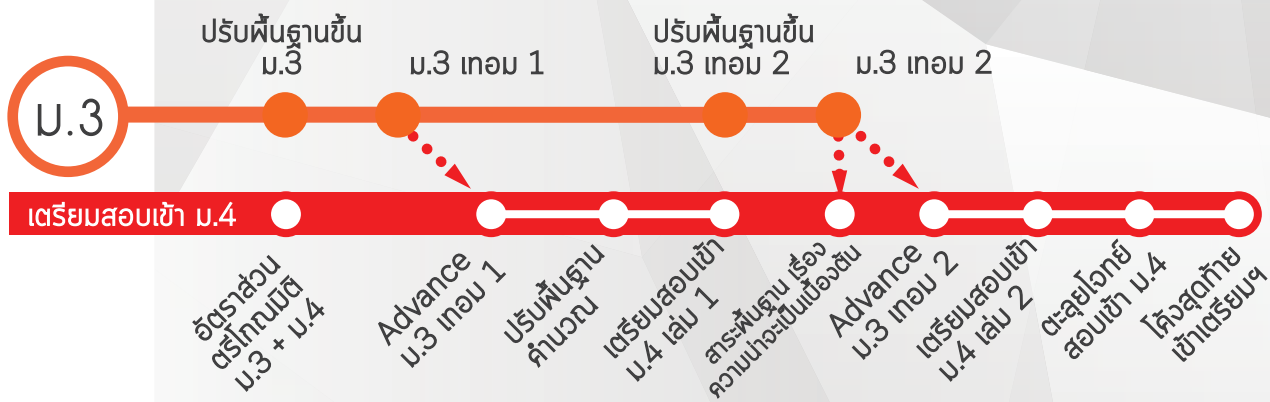 ปรับพื้นฐานขึ้น
ม.3
ม.3 เทอม 1
ปรับพื้นฐานขึ้น
ม.3 เทอม 2
ม.3 เทอม 2
ม.3
เตรียมสอบเข้า ม.4
อัตราส่วน
ตรีโกณมิติ
ม.3 + ม.4
Advance
ม.3 เทอม 1
ปรับพื้นฐาน
คำนวณ
เตรียมสอบเข้า
ม.4 เล่ม 1
สาระพื้นฐาน เรื่อง
ความน่าจะเป็นเบื้องต้น
Advance
ม.3 เทอม 2
เตรียมสอบเข้า
ม.4 เล่ม 2
ตะลุยโจทย์
สอบเข้า ม.4
โค้งสุดท้าย
เข้าเตรียมฯ